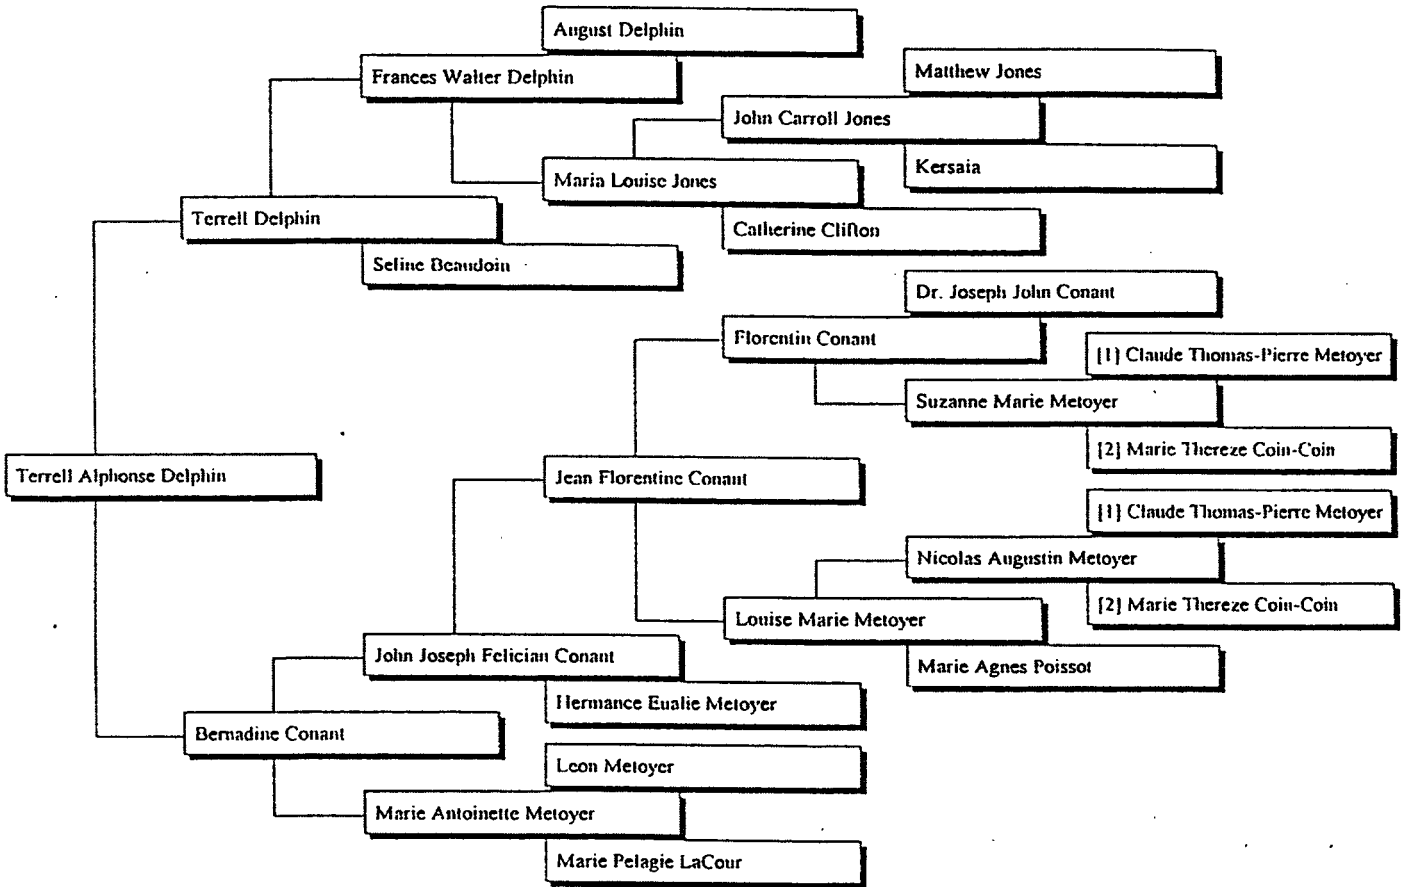 August Delphin
Frances Walter Delphin
Matthew Jones
John Carroll Jones
Kersaia
Maria Louise Jones
Catherine Clifton
Terrell Delphin
Seline Beaudoin
Dr. Joseph John Conant
Florentin Conant
[1] Claude Thomas-Pierre Metoyer
Suzanne Marie Metoyer
[2] Marie Thereze Coin-Coin
Terrell Alphonse Delphin
Jean Florentine Conant
[1] Claude Thomas-Pierre Metoyer
Nicolas Augustin Metoyer
[2] Marie Thereze Coin-Coin
Louise Marie Metoyer
Marie Agnes Poissot
John Joseph Felician Conant
Hermance Eualie Metoyer
Bernadine Conant
Leon Metoyer
Marie Antoinette Metoyer
Marie Pelagie LaCour